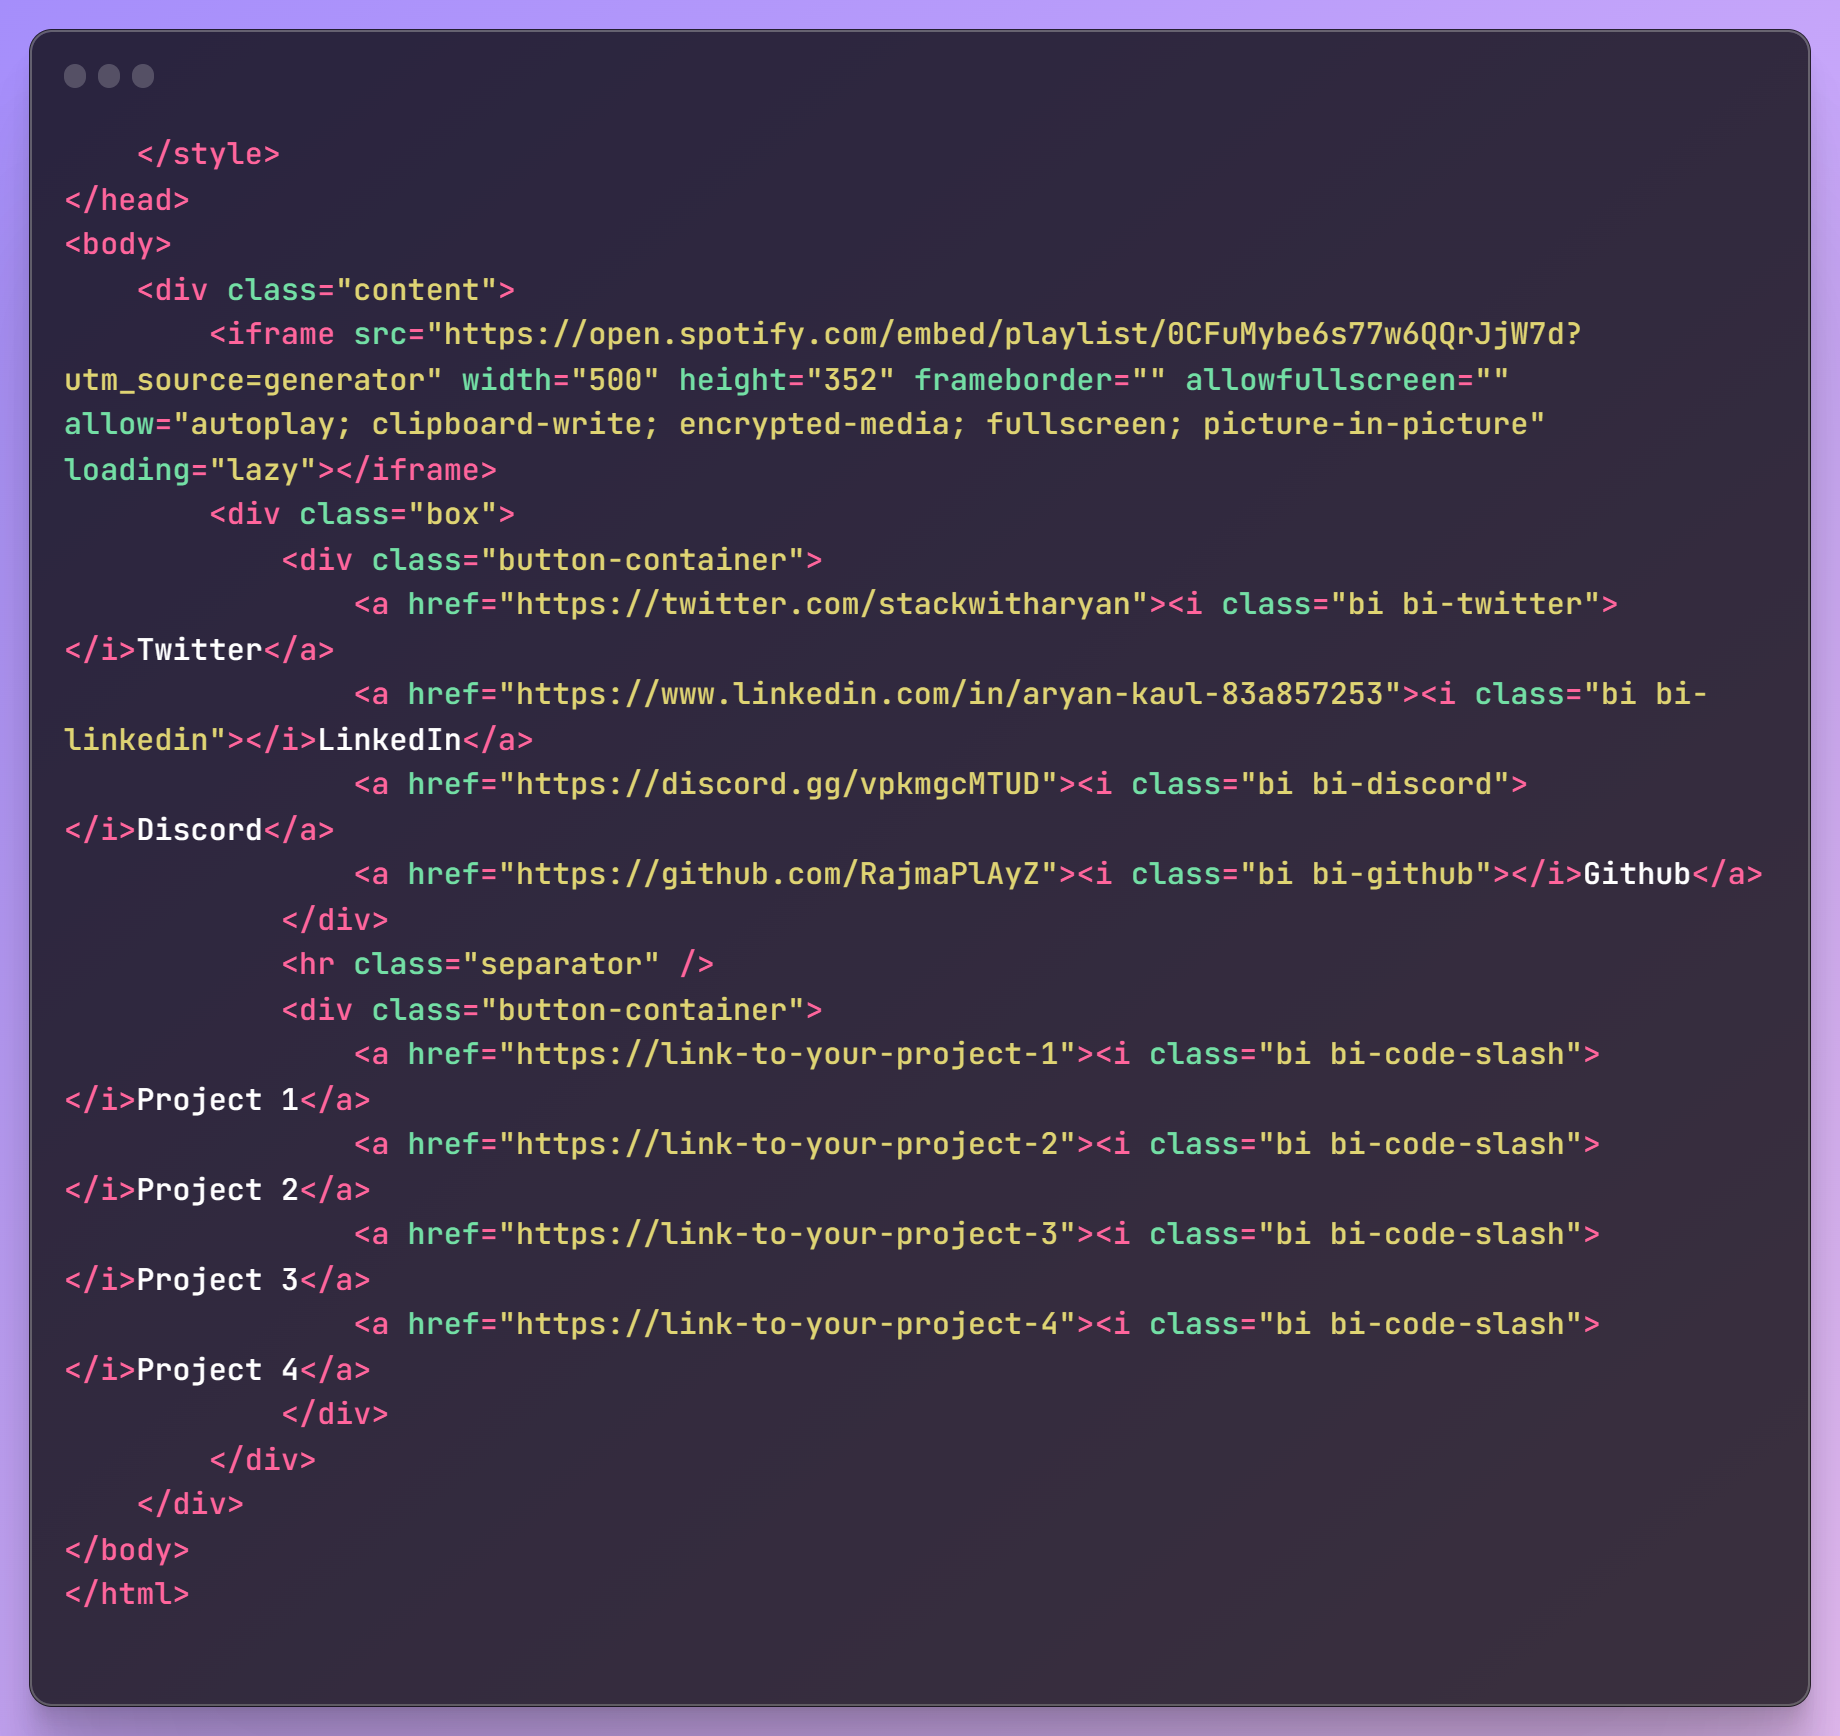 </style>
</head>
<body>
    <div class="content">
        <iframe src="https://open.spotify.com/embed/playlist/0CFuMybe6s77w6QQrJjW7d?
utm_source=generator" width="500" height="352" frameborder="" allowfullscreen=""
allow="autoplay; clipboard-write; encrypted-media; fullscreen; picture-in-picture"
loading="lazy"></iframe>
        <div class="box">
            <div class="button-container">
                <a href="https://twitter.com/stackwitharyan"><i class="bi bi-twitter">
</i>Twitter</a>
                <a href="https://www.linkedin.com/in/aryan-kaul-83a857253"><i class="bi bi-
linkedin"></i>LinkedIn</a>
                <a href="https://discord.gg/vpkmgcMTUD"><i class="bi bi-discord">
</i>Discord</a>
                <a href="https://github.com/RajmaPlAyZ"><i class="bi bi-github"></i>Github</a>
            </div>
            <hr class="separator" />
            <div class="button-container">
                <a href="https://link-to-your-project-1"><i class="bi bi-code-slash">
</i>Project 1</a>
                <a href="https://link-to-your-project-2"><i class="bi bi-code-slash">
</i>Project 2</a>
                <a href="https://link-to-your-project-3"><i class="bi bi-code-slash">
</i>Project 3</a>
                <a href="https://link-to-your-project-4"><i class="bi bi-code-slash">
</i>Project 4</a>
            </div>
        </div>
    </div>
</body>
</html>